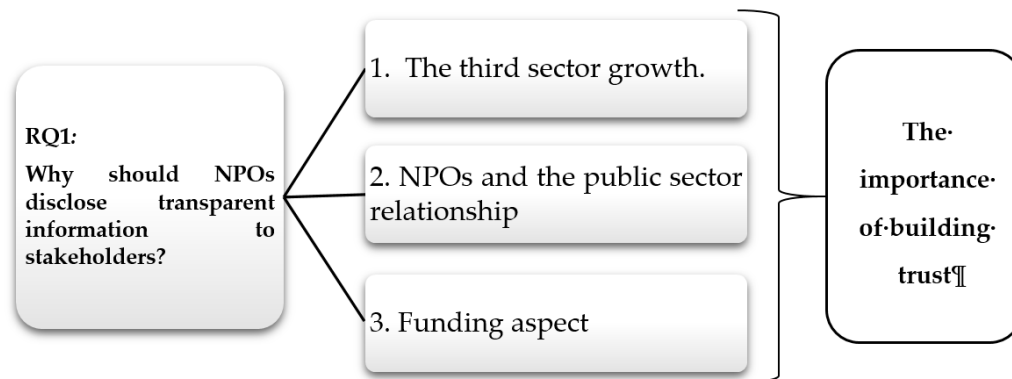 RQ1:
Why should NPOs
disclose transparent
information to
stakeholders?
1. The third sector growth.
2. NPOs and the public sector
relationship
3. Funding aspect
The·
importance·
of·building·
trust¶